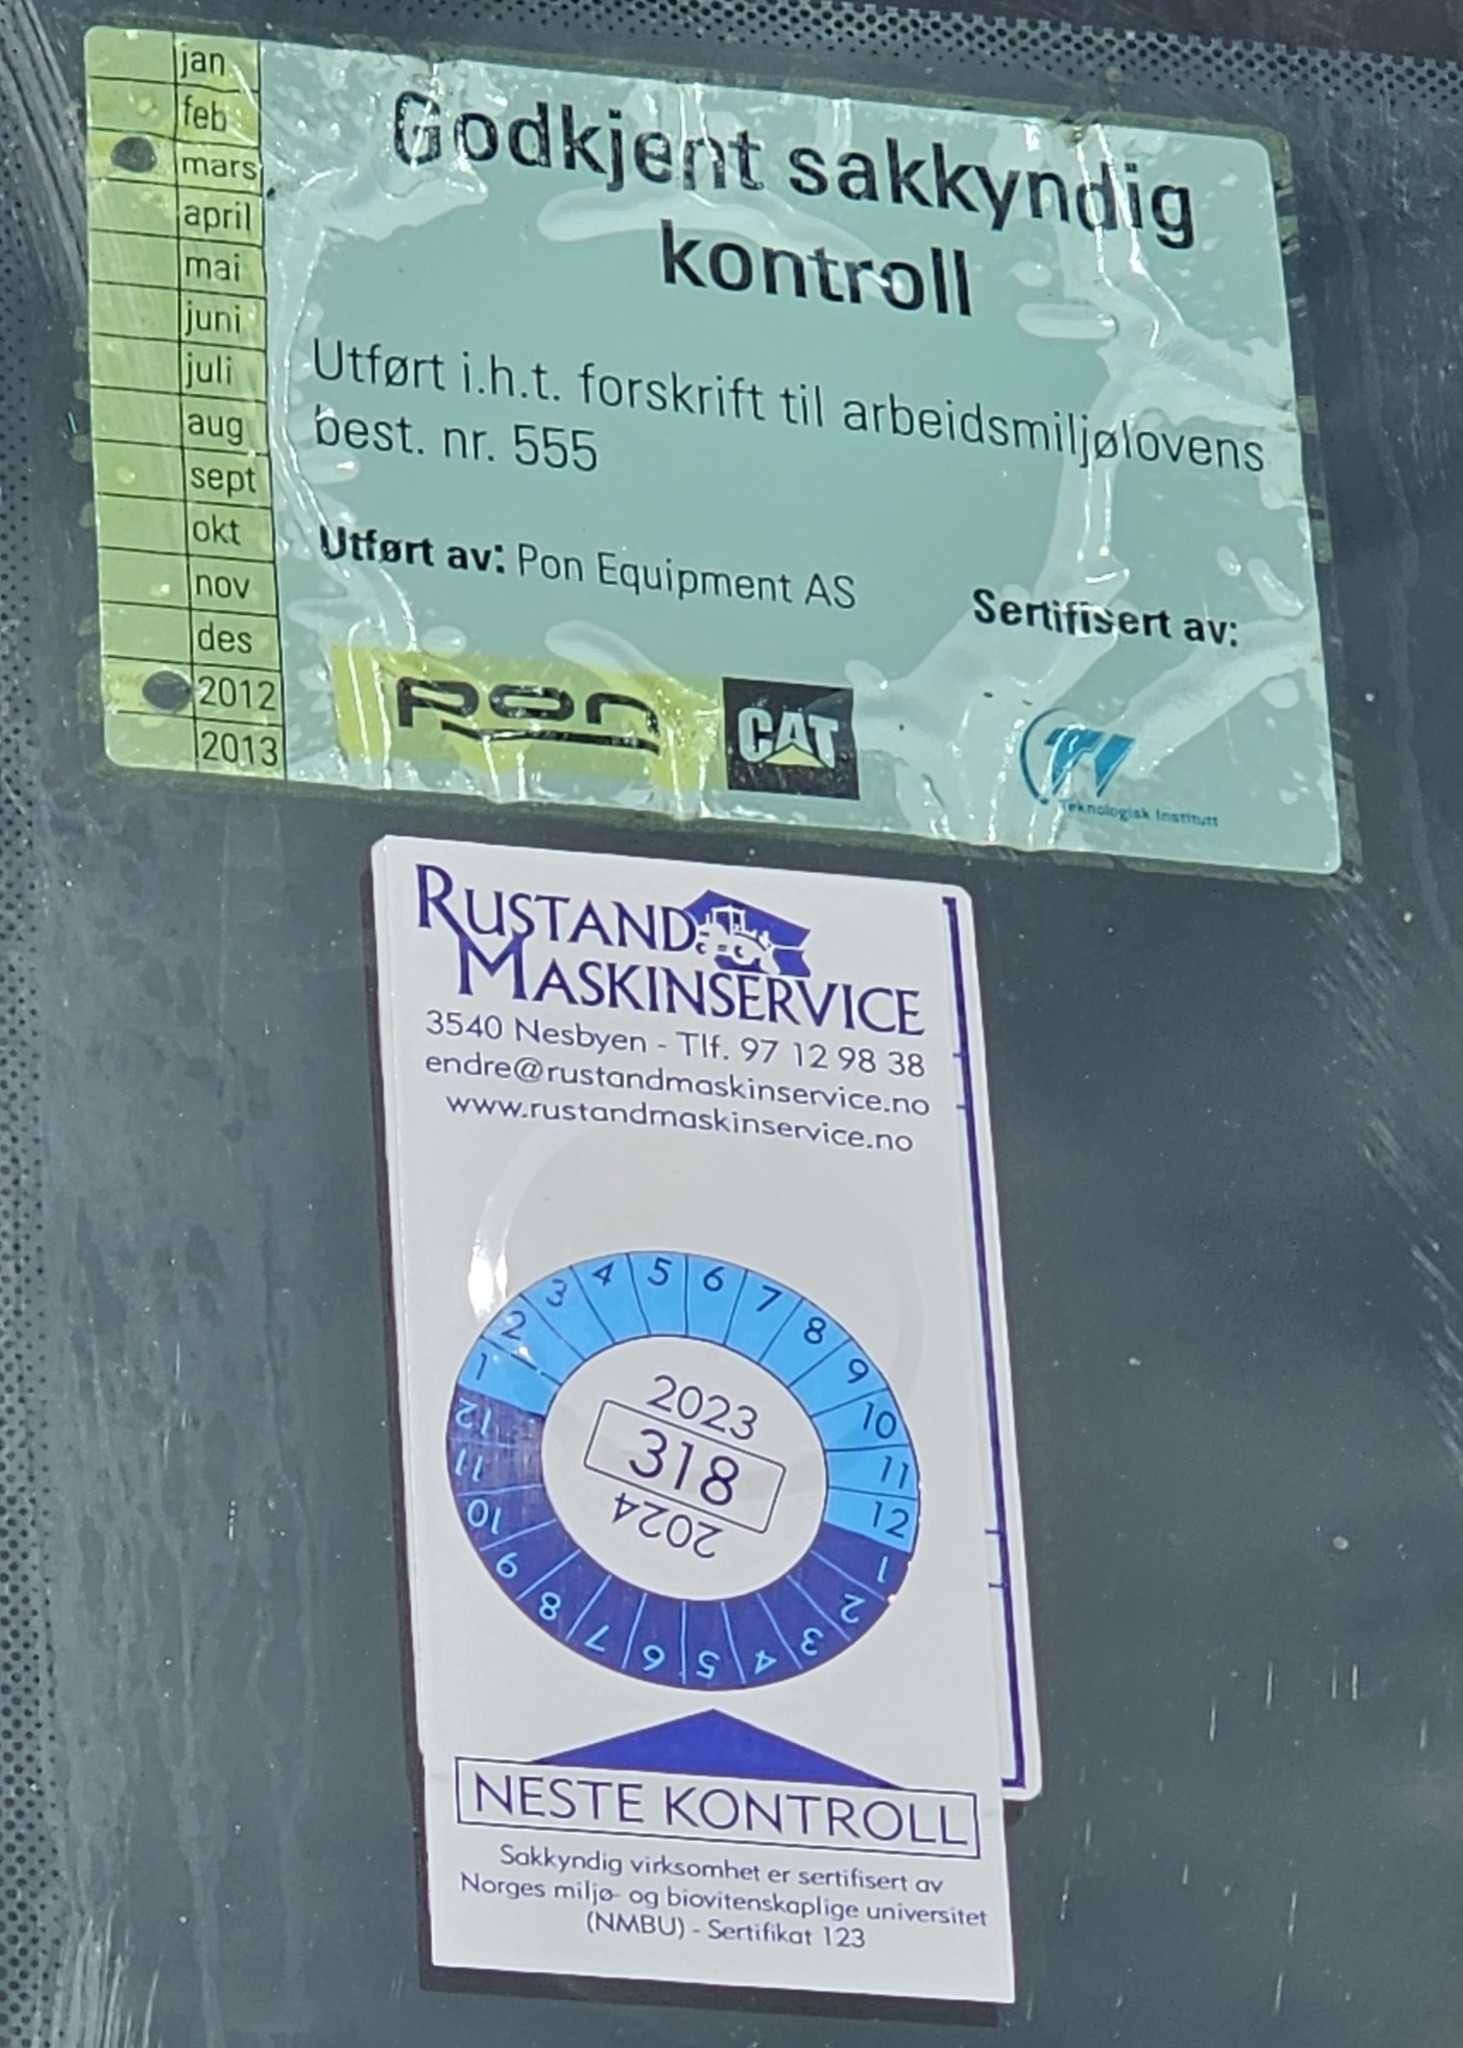 jan
feb
mars
april
mai
juni
juli
aug
sept
okt
nov
des
2012
2013
Godkjent sakkyndig
kontroll
Utført i.h.t. forskrift til arbeidsmiljølovens
best. nr. 555
Utført av: Pon Equipment AS
Sertifisert av:
Pon
CAT
TI
Teknologisk Institutt
RUSTAND
MASKINSERVICE
3540 Nesbyen - Tlf. 97 12 98 38
endre@rustandmaskinservice.no
www.rustandmaskinservice.no
1 2 3 4 5 6 7 8 9 10 11 12
2023
318
2024
1 2 3 4 5 6 7 8 9 10 11 12
NESTE KONTROLL
Sakkyndig virksomhet er sertifisert av
Norges miljø- og biovitenskaplige universitet
(NMBU) - Sertifikat 123